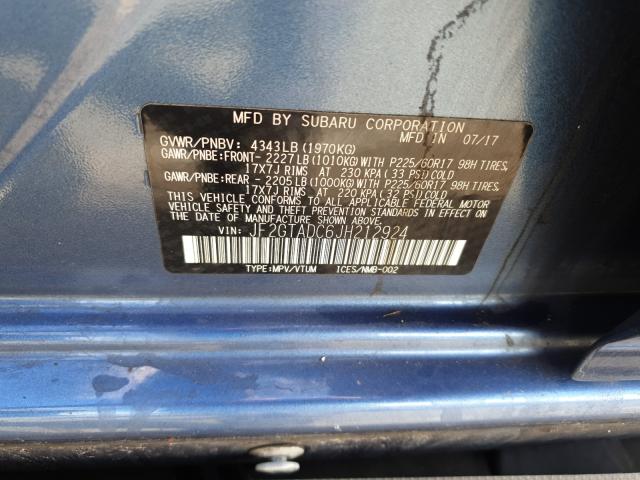 MFD BY SUBARU CORPORATION
MFD IN 07/17
GVWR/PNBV: 4343LB (1970KG)
GAWR/PNBE:FRONT- 2227LB (1010KG) WITH P225/60R17 98H TIRES,
17X7J RIMS AT 230 KPA (33 PSI) COLD
GAWR/PNBE:REAR - 2205LB (1000KG) WITH P225/60R17 98H TIRES,
17X7J RIMS AT 220 KPA (32 PSI) COLD
THIS VEHICLE CONFORMS TO ALL APPLICABLE FEDERAL MOTOR
VEHICLE SAFETY AND THEFT PREVENTION STANDARDS IN EFFECT ON THE
DATE OF MANUFACTURE SHOWN ABOVE.
VIN: JF2GTADC6JH212924
TYPE:MPV/VTUM ICES/NMB-002